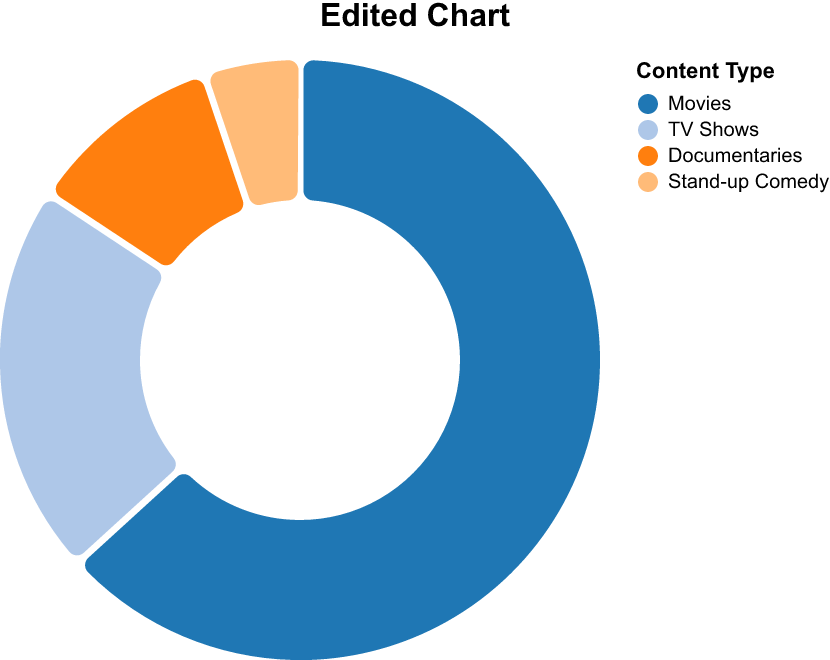 Edited Chart
Content Type
Movies
TV Shows
Documentaries
Stand-up Comedy